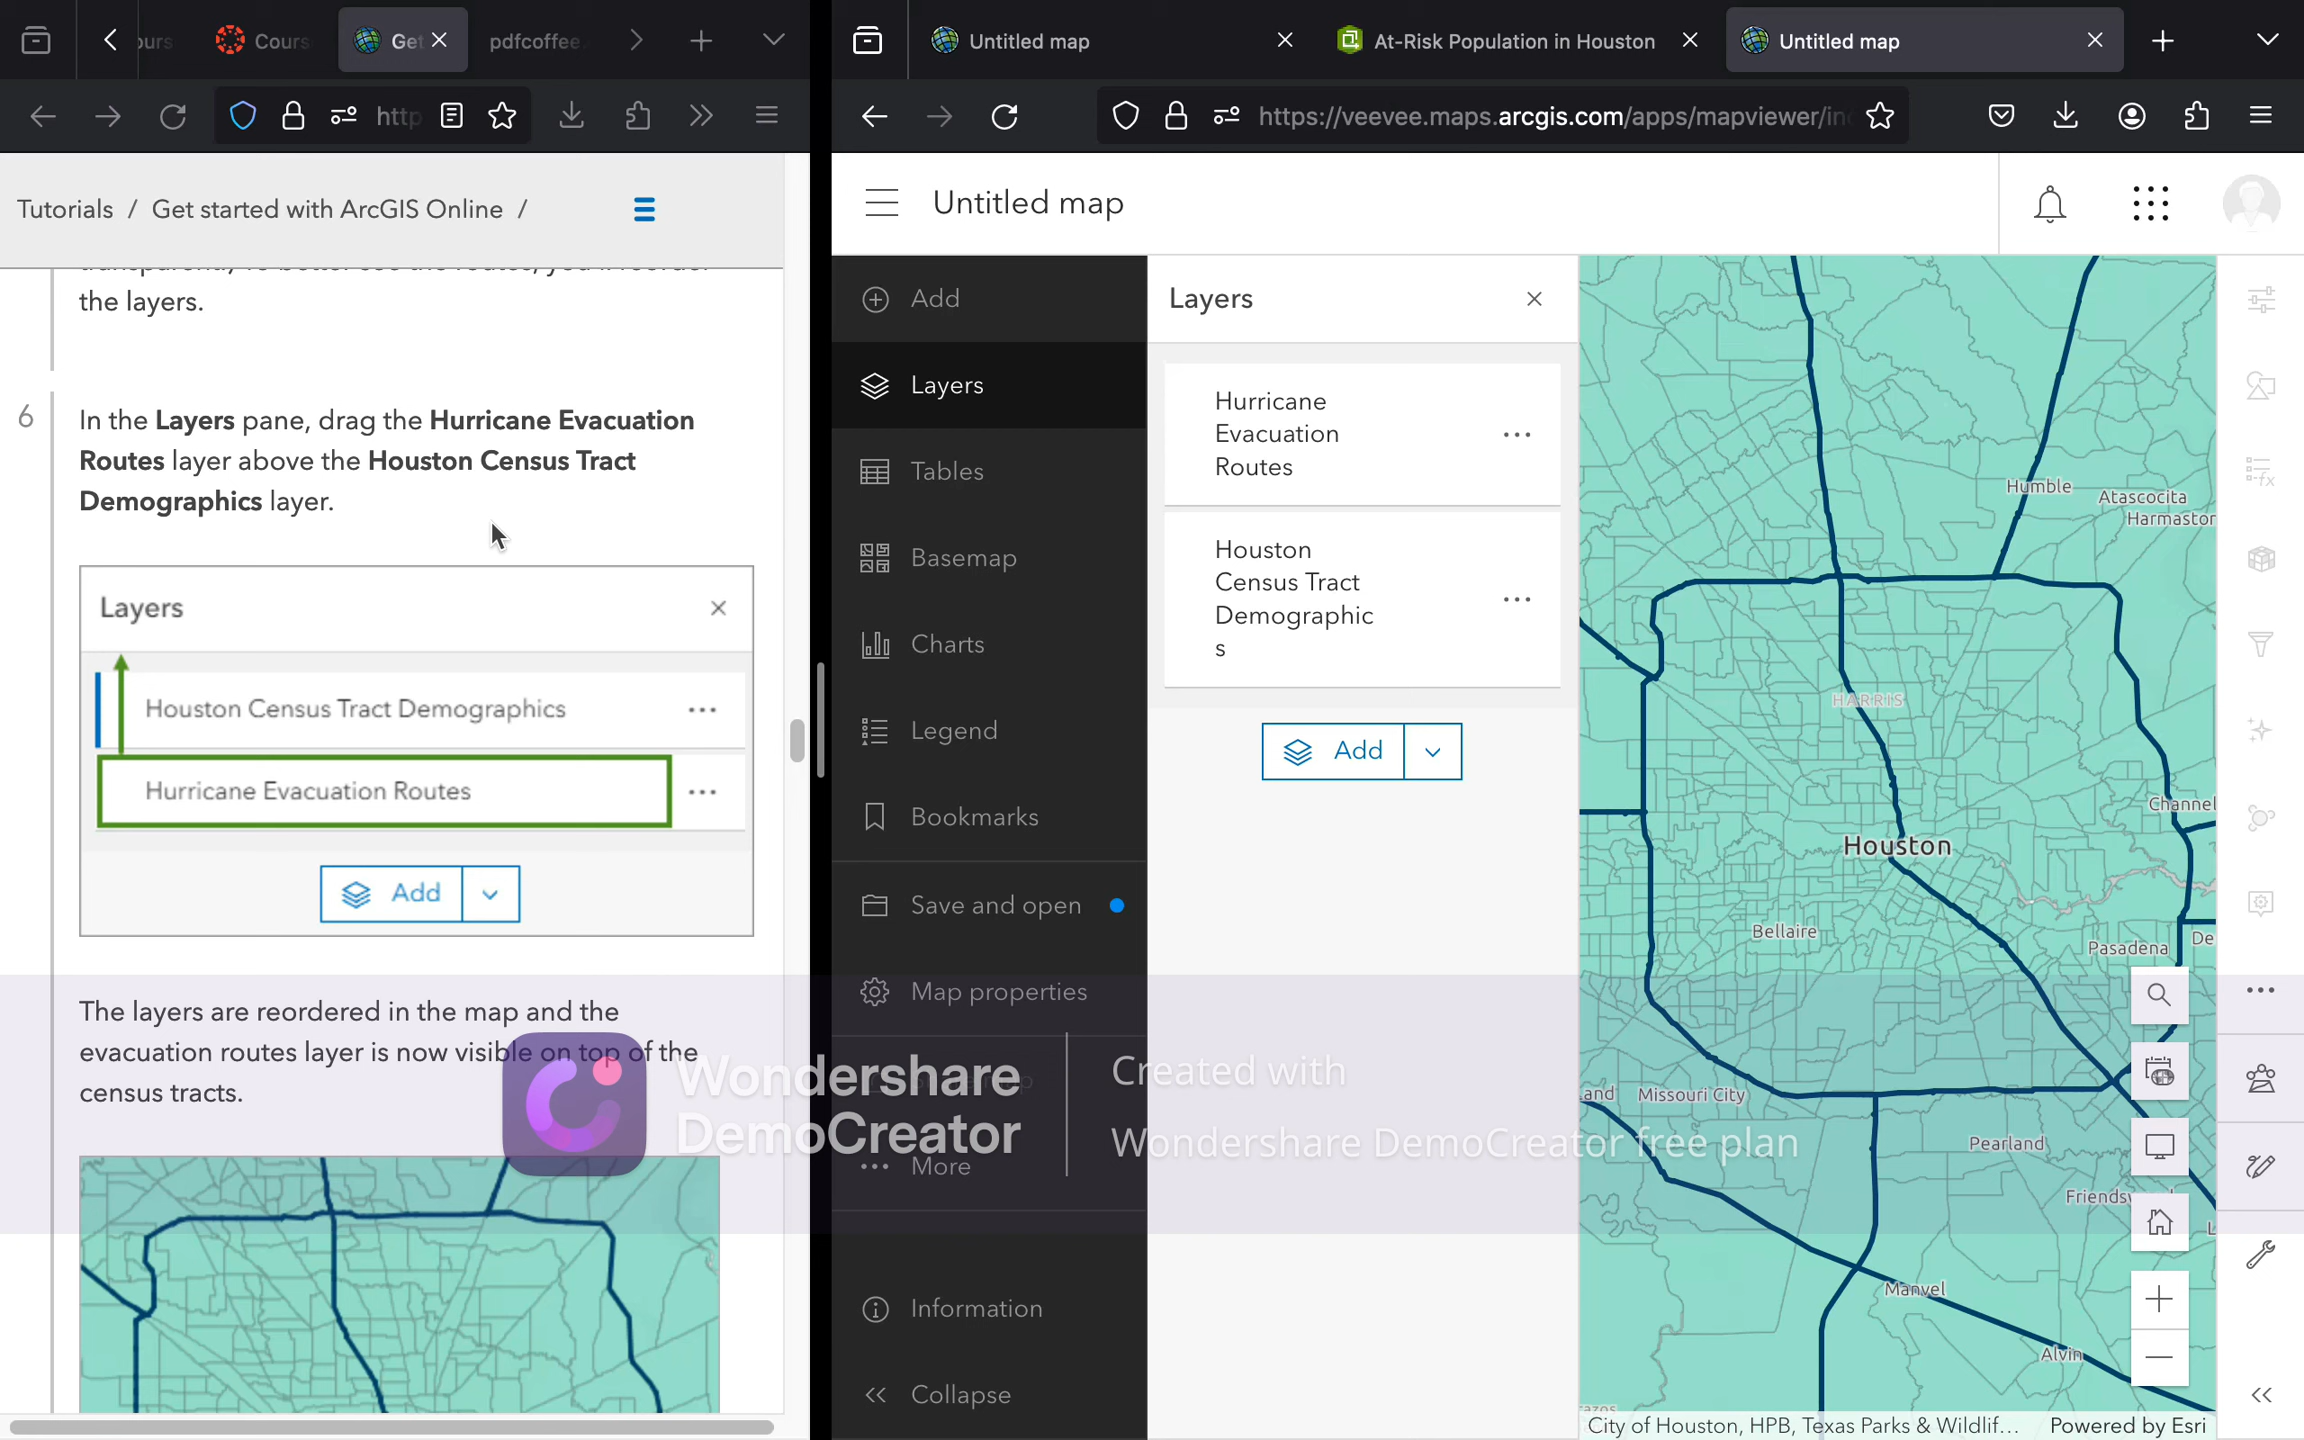 Cours
Get
pdfcoffee.
Untitled map
At-Risk Population in Houston
Untitled map
http
https://veevee.maps.arcgis.com/apps/mapviewer/in
Tutorials / Get started with ArcGIS Online /
the layers.
6
In the Layers pane, drag the Hurricane Evacuation
Routes layer above the Houston Census Tract
Demographics layer.
Layers
Houston Census Tract Demographics
Hurricane Evacuation Routes
Add
The layers are reordered in the map and the
evacuation routes layer is now visible on top of the
census tracts.
Untitled map
Add
Layers
Tables
Basemap
Charts
Legend
Bookmarks
Save and open
Map properties
More
Information
Collapse
Layers
Hurricane
Evacuation
Routes
Houston
Census Tract
Demographic
s
Add
Humble
Atascocita
Harmaston
HARRIS
Channel
Houston
Bellaire
Pasadena
De
Missouri City
Pearland
Friends
Manvel
Alvin
City of Houston, HPB, Texas Parks & Wildlif...
Powered by Esri
Wondershare
DemoCreator
Created with
Wondershare DemoCreator free plan